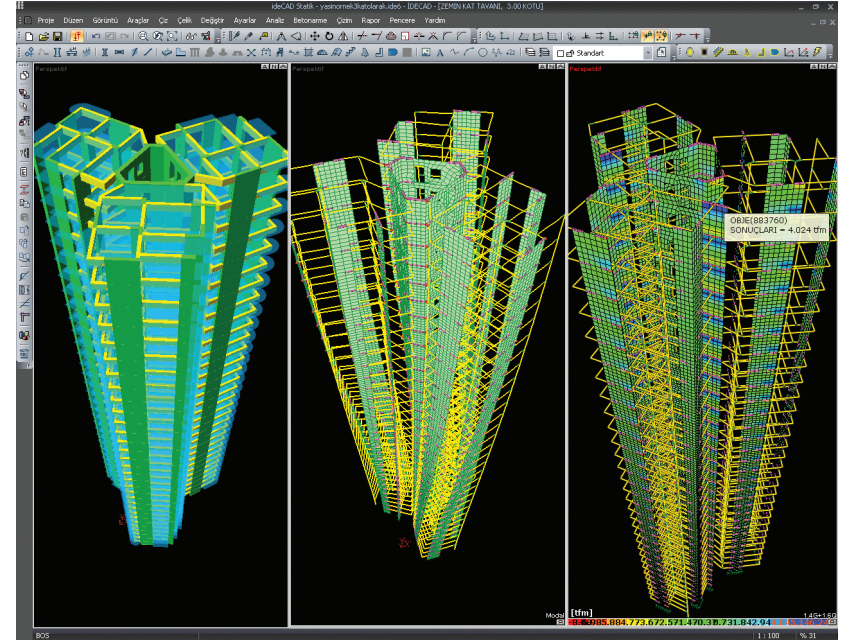 ideCAD Statik - yasinornek3katolarak.ide6 - IDECAD - [ZEMIN KAT TAVANI, 3.00 KOTU]
Proje Düzen Görüntü Araçlar Çiz Çelik Değiştir Ayarlar Analiz Betonarme Çizim Rapor Pencere Yardım
Standart
Perspektif
Perspektif
Perspektif
OBJE(883760)
SONUÇLARI = 4.024 tfm
Modal
[tfm]
1.4G+1.6Q
BOS
1 : 100
% 31